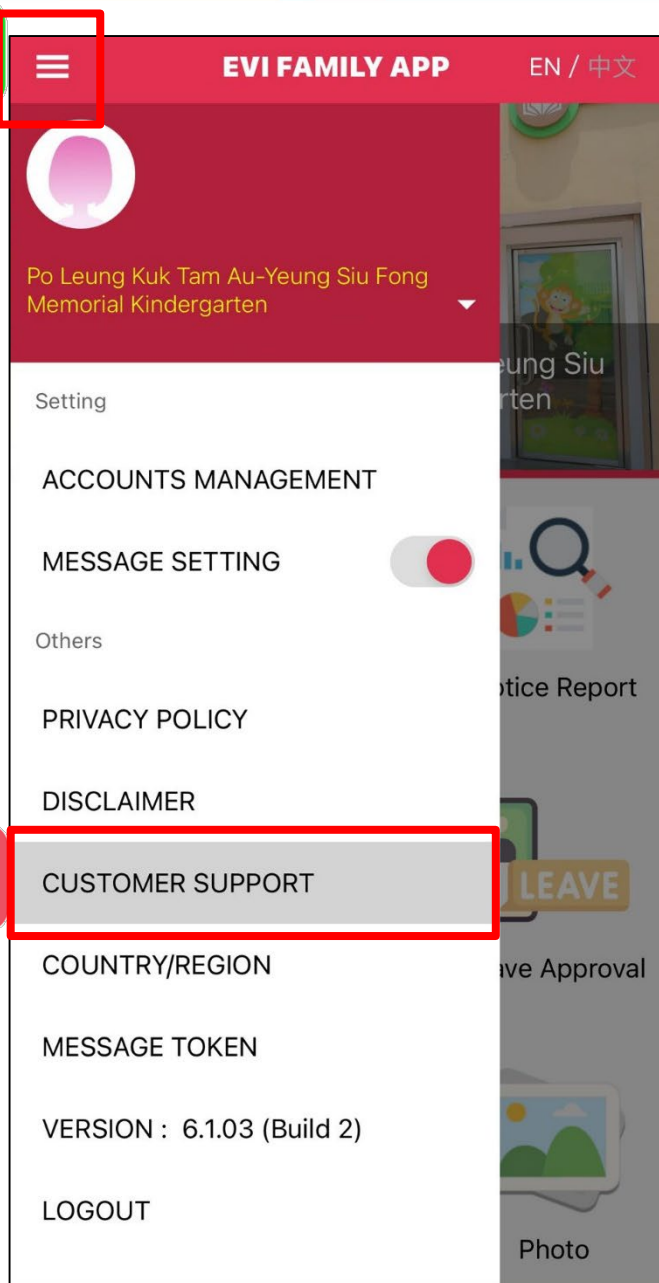 EVI FAMILY APP
EN / 中文
Po Leung Kuk Tam Au-Yeung Siu Fong
Memorial Kindergarten
eung Siu
rten
Setting
ACCOUNTS MANAGEMENT
MESSAGE SETTING
Others
otice Report
PRIVACY POLICY
DISCLAIMER
CUSTOMER SUPPORT
LEAVE
COUNTRY/REGION
ave Approval
MESSAGE TOKEN
VERSION : 6.1.03 (Build 2)
LOGOUT
Photo